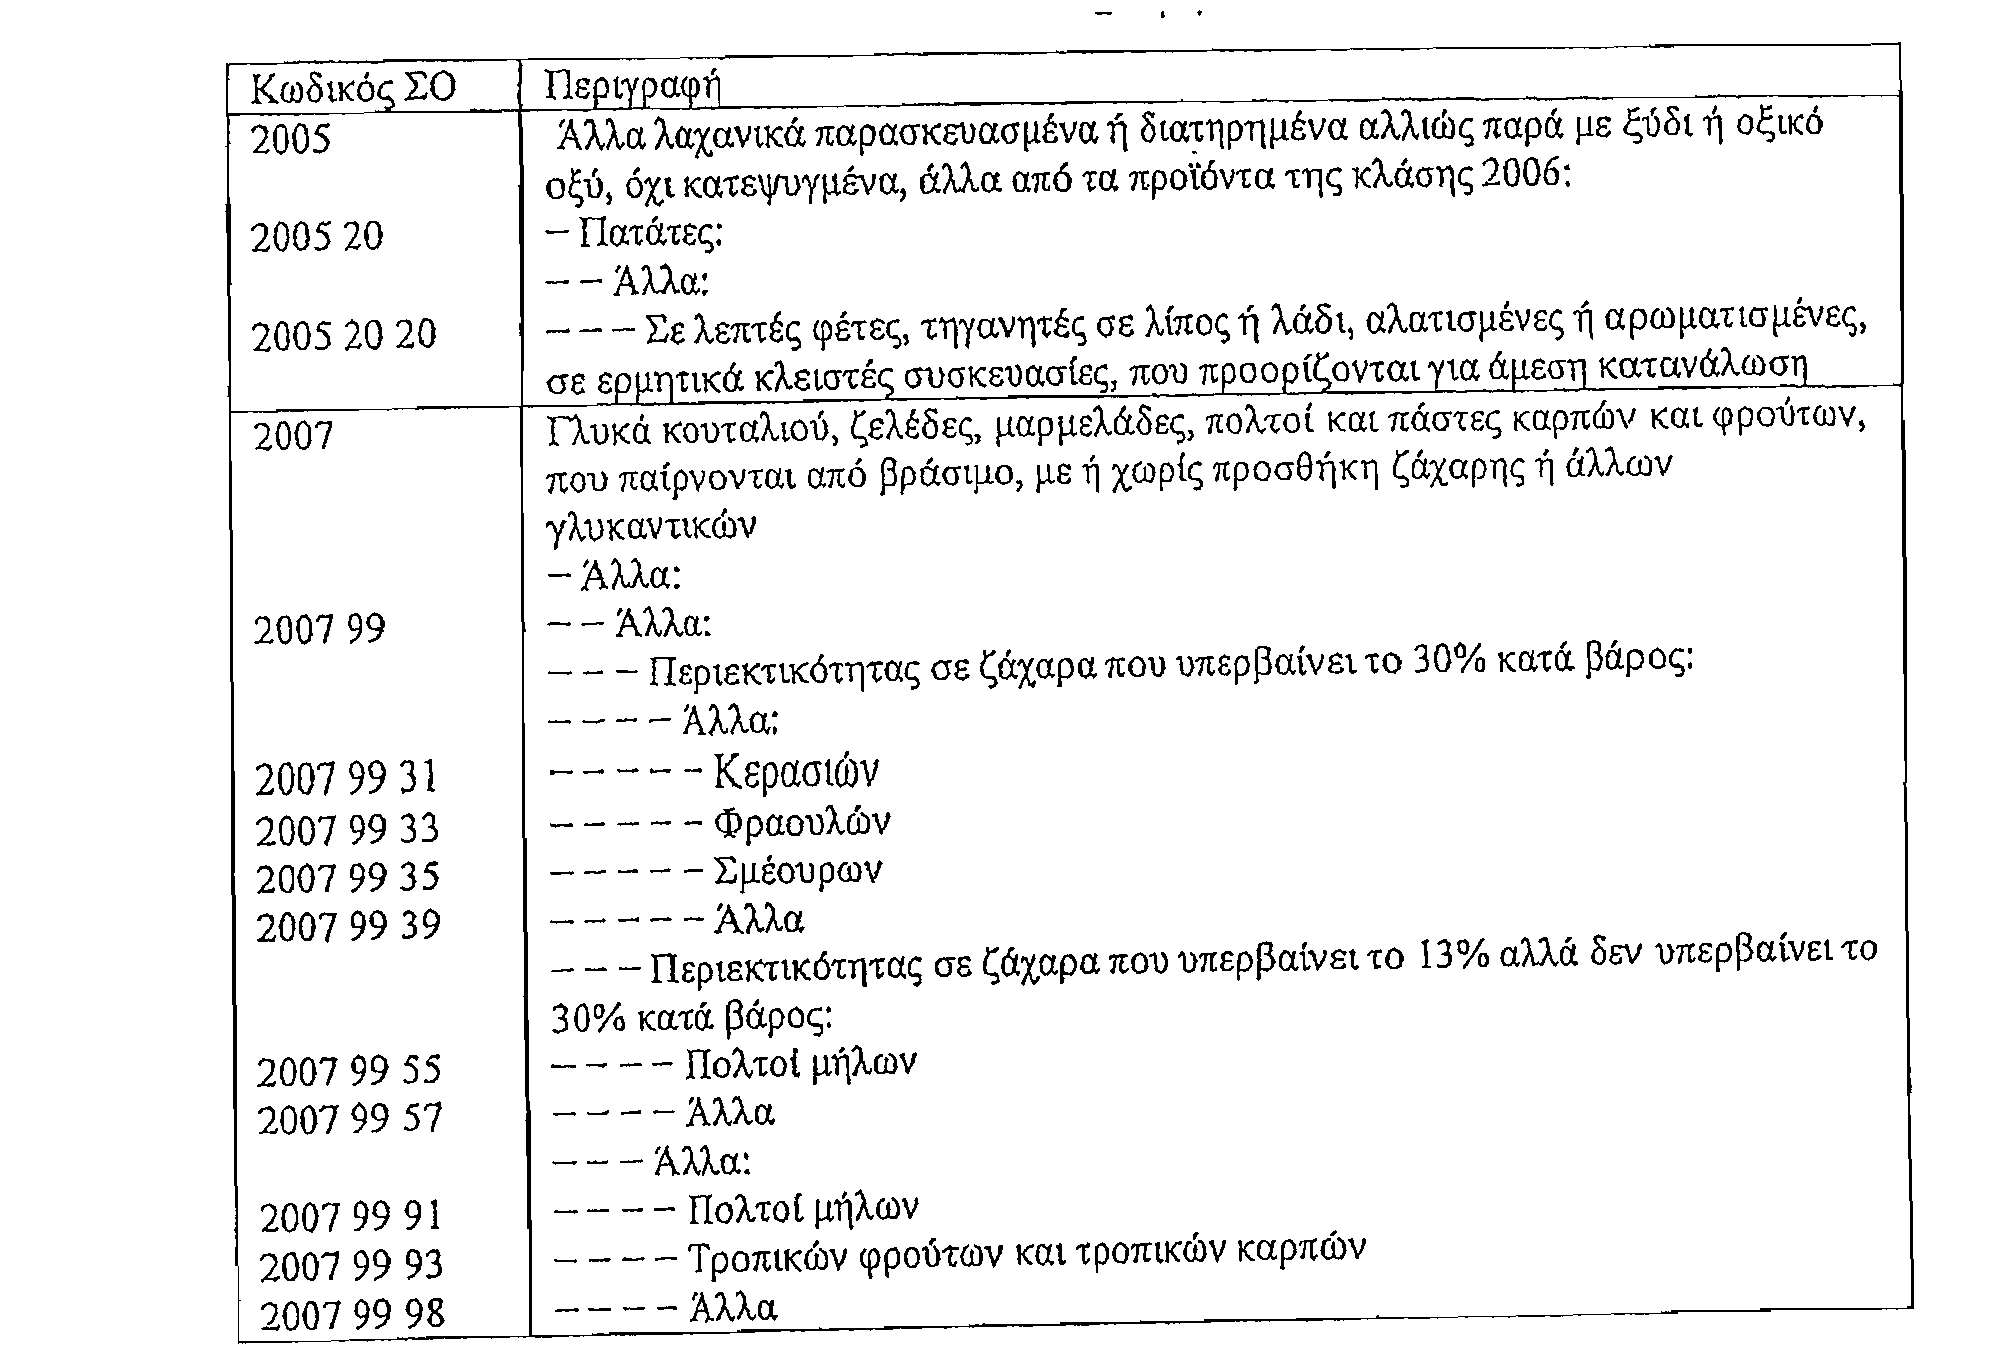 Κωδικός ΣΟ Περιγραφή
2005 Άλλα λαχανικά παρασκευασμένα ή διατηρημένα αλλιώς παρά με ξύδι ή οξικό
οξύ, όχι κατεψυγμένα, άλλα από τα προϊόντα της κλάσης 2006:
2005 20 – Πατάτες:
– – Άλλα:
2005 20 20 – – – Σε λεπτές φέτες, τηγανητές σε λίπος ή λάδι, αλατισμένες ή αρωματισμένες,
σε ερμητικά κλειστές συσκευασίες, που προορίζονται για άμεση κατανάλωση
2007 Γλυκά κουταλιού, ζελέδες, μαρμελάδες, πολτοί και πάστες καρπών και φρούτων,
που παίρνονται από βράσιμο, με ή χωρίς προσθήκη ζάχαρης ή άλλων
γλυκαντικών
– Άλλα:
2007 99 – – Άλλα:
– – – Περιεκτικότητας σε ζάχαρα που υπερβαίνει το 30% κατά βάρος:
– – – – Άλλα:
2007 99 31 – – – – – Κερασιών
2007 99 33 – – – – – Φραουλών
2007 99 35 – – – – – Σμέουρων
2007 99 39 – – – – – Άλλα
– – – Περιεκτικότητας σε ζάχαρα που υπερβαίνει το 13% αλλά δεν υπερβαίνει το
30% κατά βάρος:
2007 99 55 – – – – Πολτοί μήλων
2007 99 57 – – – – Άλλα
– – – Άλλα:
2007 99 91 – – – – Πολτοί μήλων
2007 99 93 – – – – Τροπικών φρούτων και τροπικών καρπών
2007 99 98 – – – – Άλλα